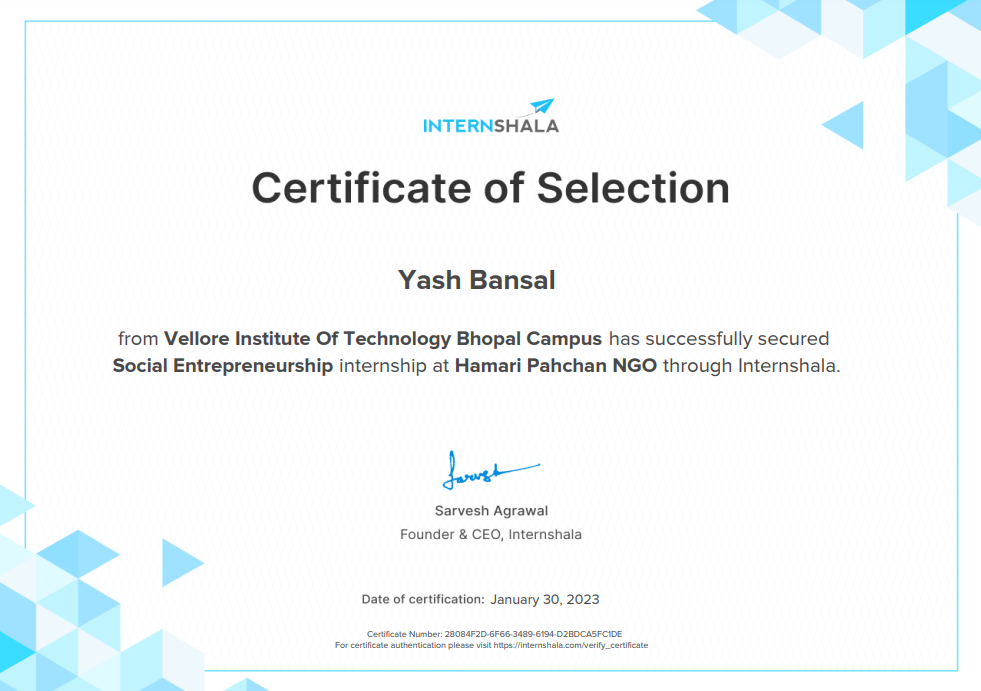 INTERNSHALA
Certificate of Selection
Yash Bansal
from Vellore Institute Of Technology Bhopal Campus has successfully secured
Social Entrepreneurship internship at Hamari Pahchan NGO through Internshala.
Sarvesh
Sarvesh Agrawal
Founder & CEO, Internshala
Date of certification: January 30, 2023
Certificate Number: 28084F2D-6F66-3489-6194-D2BDCA5FC1DE
For certificate authentication please visit https://internshala.com/verify_certificate